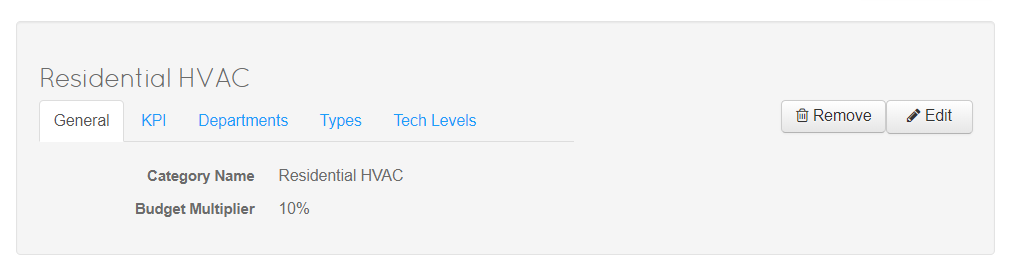 Residential HVAC
General KPI Departments Types Tech Levels Remove Edit
Category Name Residential HVAC
Budget Multiplier 10%